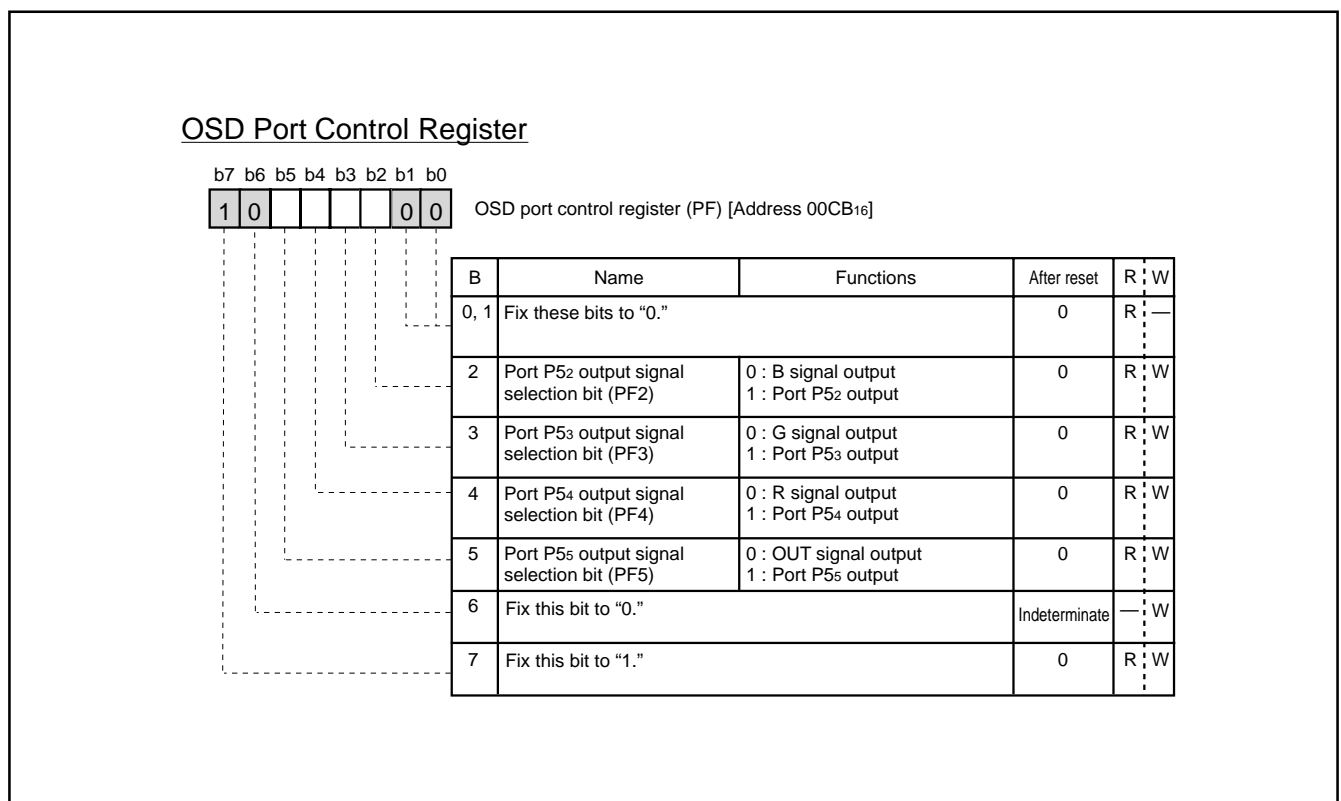 OSD Port Control Register
b7 b6 b5 b4 b3 b2 b1 b0
1 0 0 0 OSD port control register (PF) [Address 00CB16]
B Name Functions After reset R W
0, 1 Fix these bits to “0.” 0 R —
2 Port P52 output signal selection bit (PF2) 0 : B signal output 1 : Port P52 output 0 R W
3 Port P53 output signal selection bit (PF3) 0 : G signal output 1 : Port P53 output 0 R W
4 Port P54 output signal selection bit (PF4) 0 : R signal output 1 : Port P54 output 0 R W
5 Port P55 output signal selection bit (PF5) 0 : OUT signal output 1 : Port P55 output 0 R W
6 Fix this bit to “0.” Indeterminate — W
7 Fix this bit to “1.” 0 R W